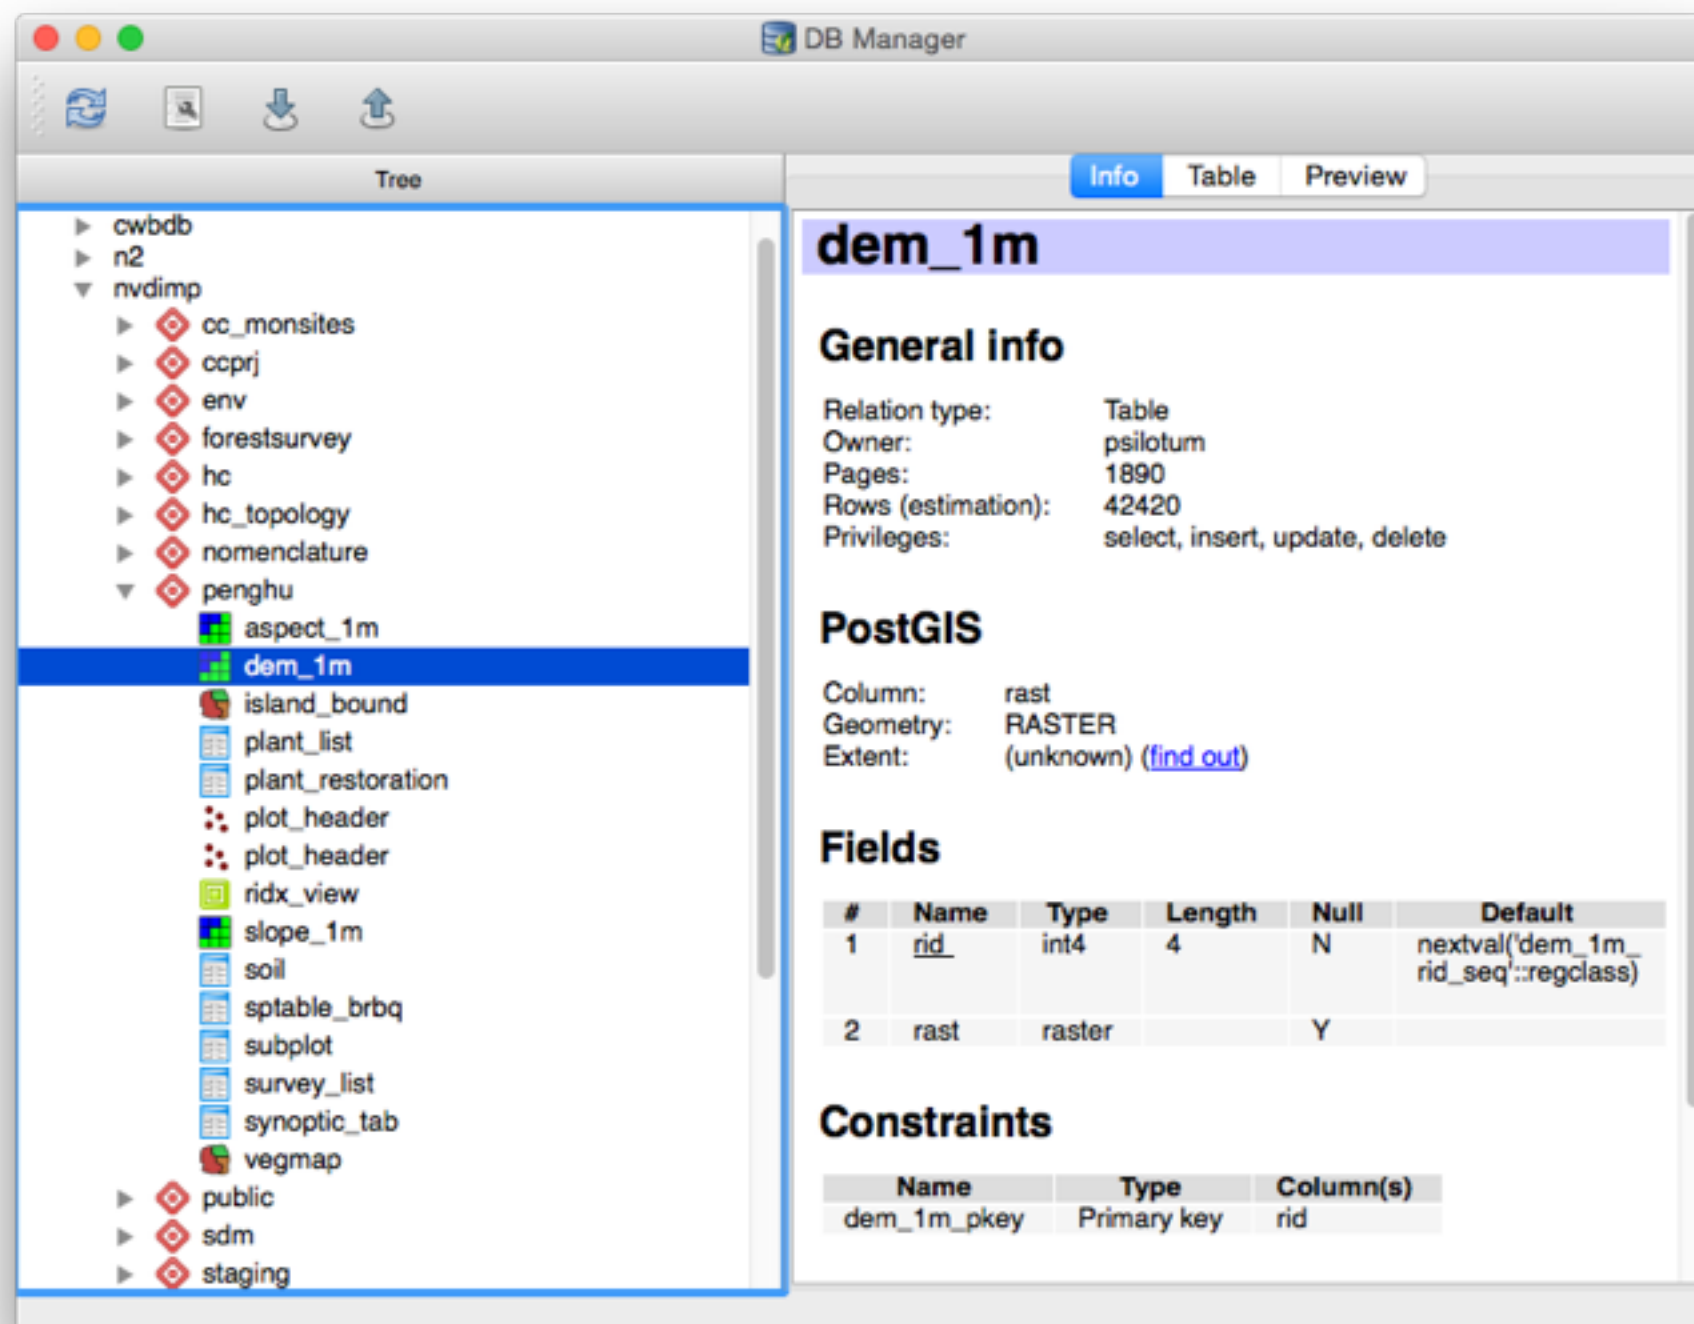 DB Manager
Tree
Info Table Preview
cwbdb
n2
nvdimp
cc_monsites
ccprj
env
forestsurvey
hc
hc_topology
nomenclature
penghu
aspect_1m
dem_1m
island_bound
plant_list
plant_restoration
plot_header
plot_header
ridx_view
slope_1m
soil
sptable_brbq
subplot
survey_list
synoptic_tab
vegmap
public
sdm
staging
dem_1m
General info
Relation type: Table
Owner: psilotum
Pages: 1890
Rows (estimation): 42420
Privileges: select, insert, update, delete
PostGIS
Column: rast
Geometry: RASTER
Extent: (unknown) (find out)
Fields
# Name Type Length Null Default
1 rid int4 4 N nextval('dem_1m_
rid_seq'::regclass)
2 rast raster Y
Constraints
Name Type Column(s)
dem_1m_pkey Primary key rid